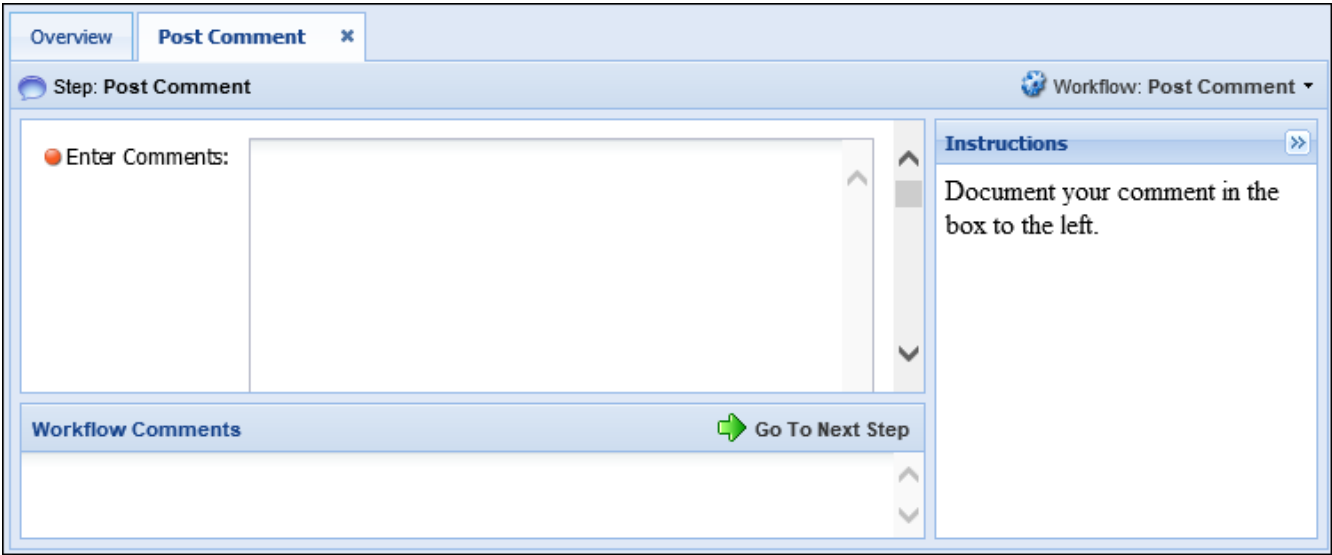 Overview Post Comment
Step: Post Comment Workflow: Post Comment
Enter Comments:
Instructions
Document your comment in the
box to the left.
Workflow Comments Go To Next Step